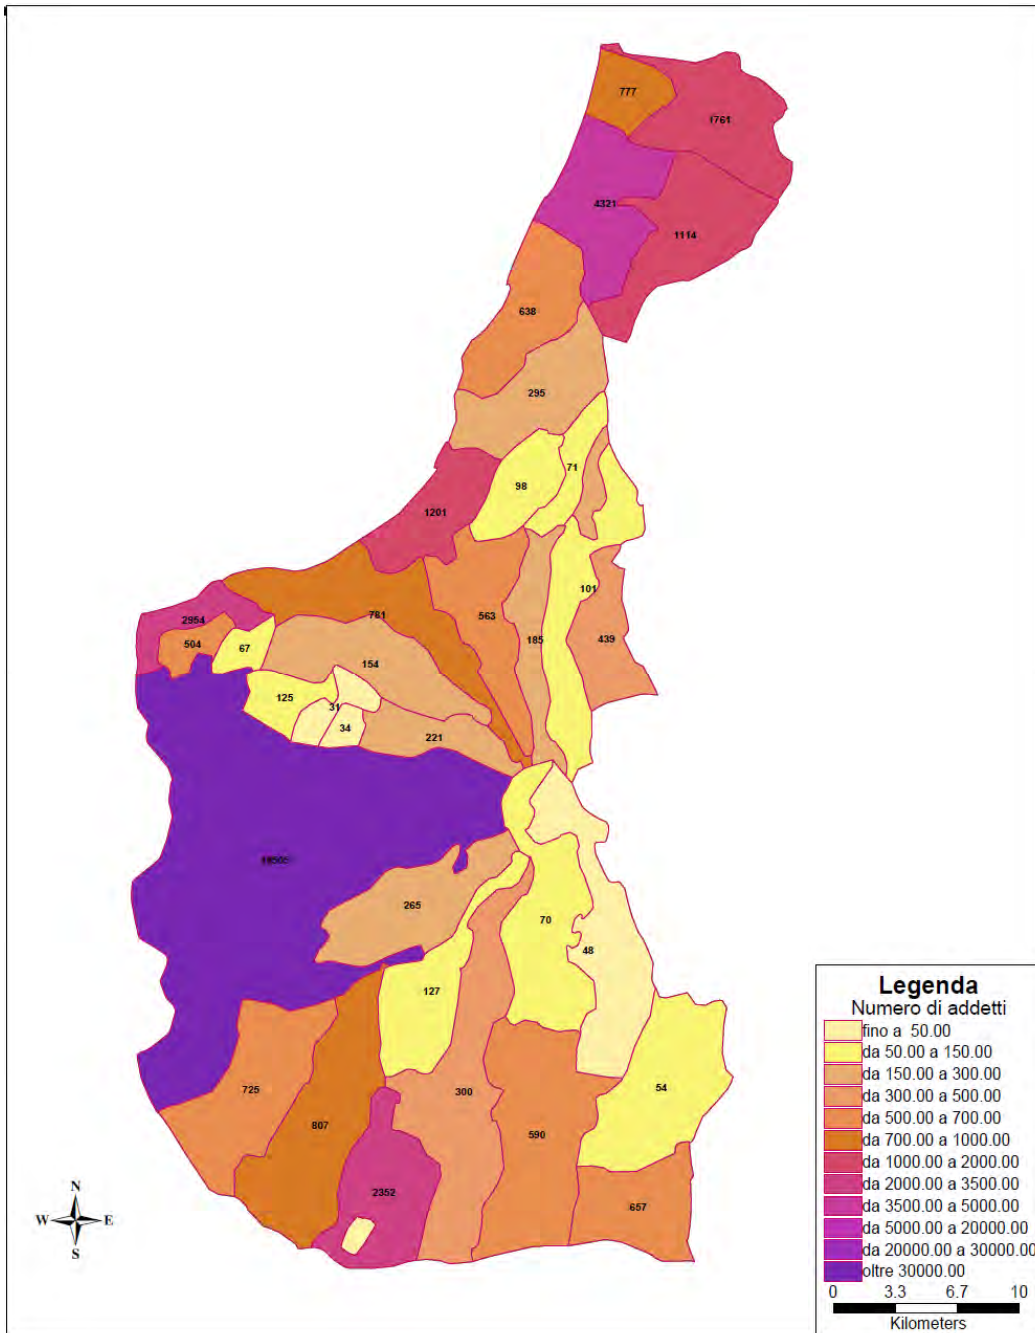 777
1761
4321
1114
638
295
71
98
1201
101
781
563
185
439
2954
504
67
154
125
31
34
221
265
70
48
127
54
725
300
807
590
2352
657
N
W E
S
Legenda
Numero di addetti
fino a 50.00
da 50.00 a 150.00
da 150.00 a 300.00
da 300.00 a 500.00
da 500.00 a 700.00
da 700.00 a 1000.00
da 1000.00 a 2000.00
da 2000.00 a 3500.00
da 3500.00 a 5000.00
da 5000.00 a 20000.00
da 20000.00 a 30000.00
oltre 30000.00
0 3.3 6.7 10
Kilometers